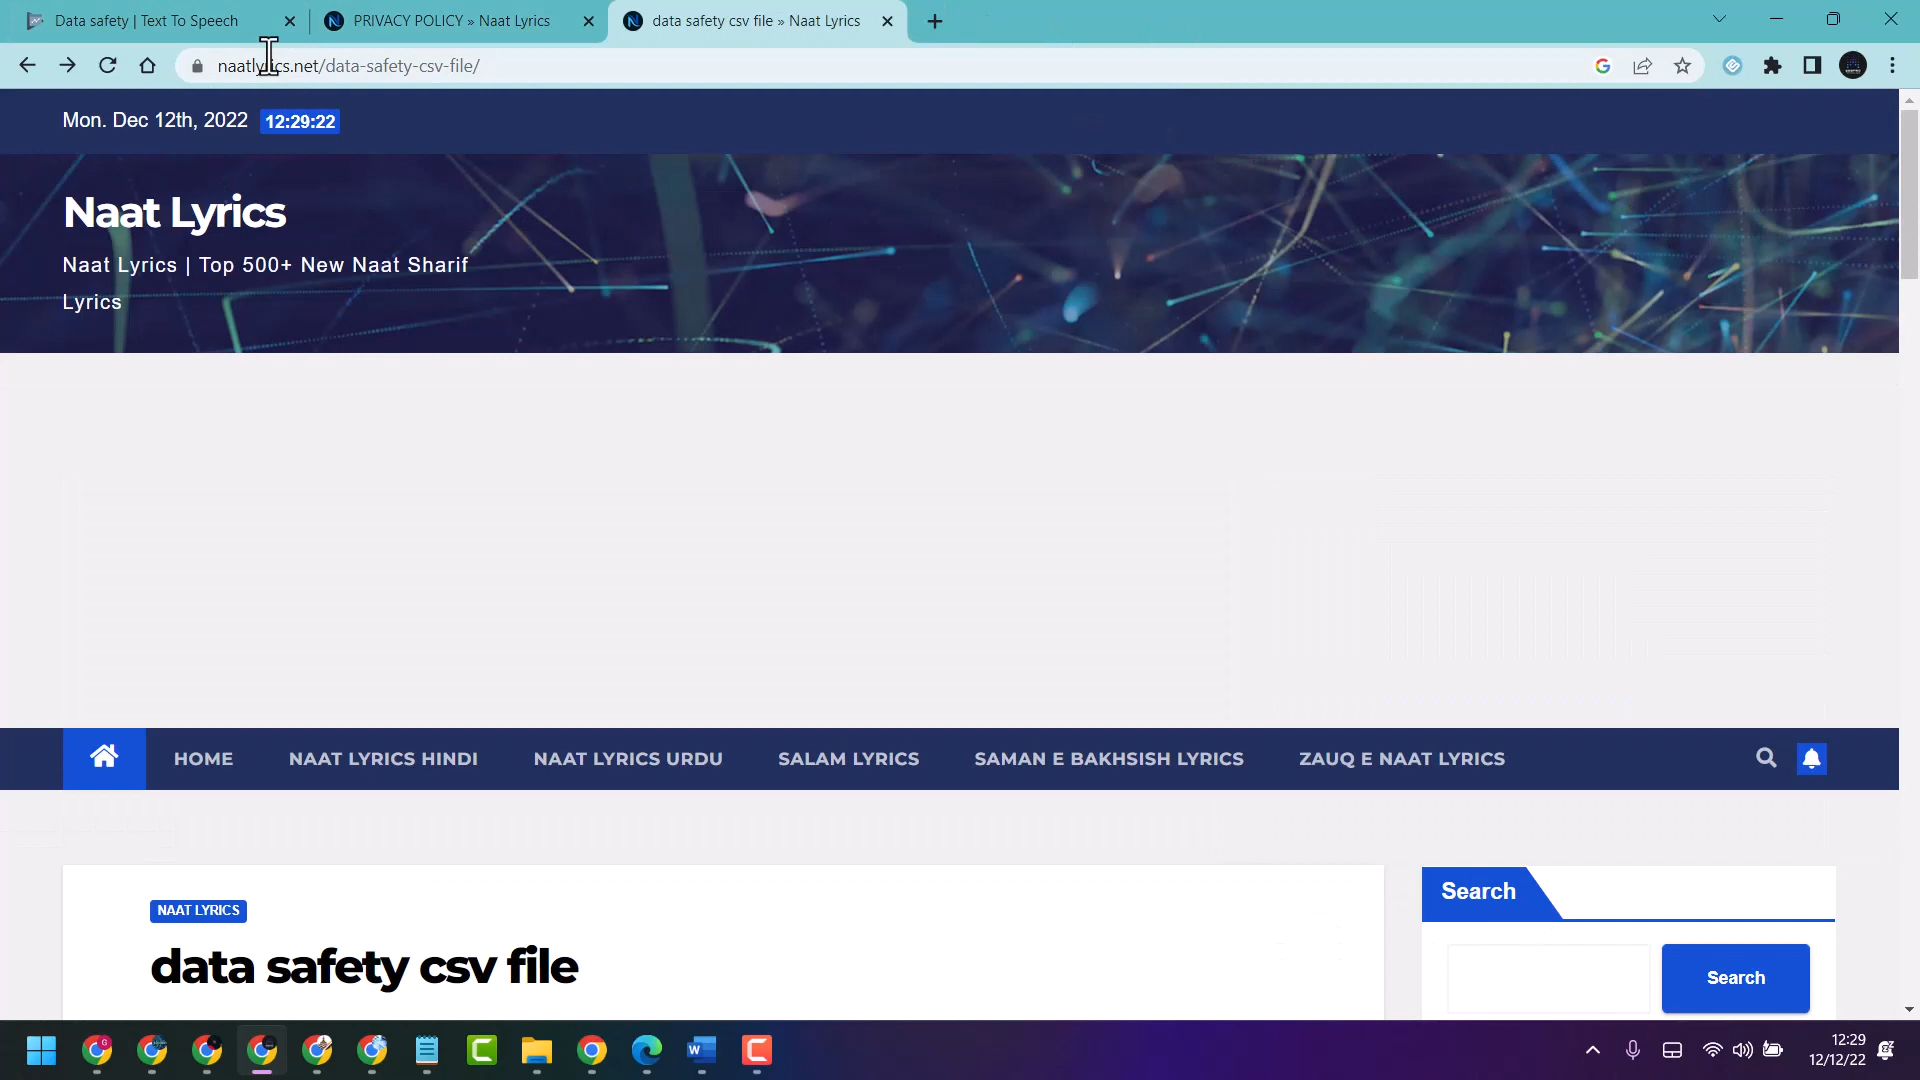 Data safety | Text To Speech
PRIVACY POLICY » Naat Lyrics
data safety csv file » Naat Lyrics
naatlyrics.net/data-safety-csv-file/
Mon. Dec 12th, 2022 12:29:22
Naat Lyrics
Naat Lyrics | Top 500+ New Naat Sharif
Lyrics
HOME NAAT LYRICS HINDI NAAT LYRICS URDU SALAM LYRICS SAMAN E BAKHSISH LYRICS ZAUQ E NAAT LYRICS
NAAT LYRICS
data safety csv file
Search
Search
12:29
12/12/22